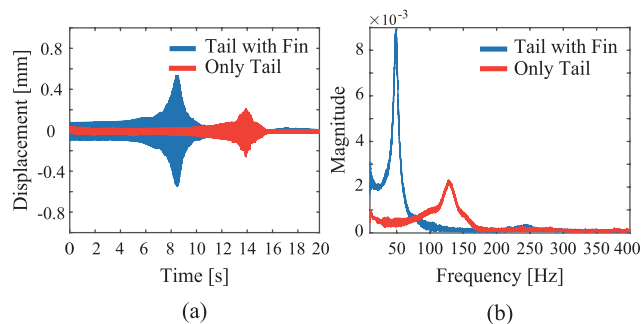 0.8
0.4
0
-0.4
-0.8
Displacement [mm]
Tail with Fin
Only Tail
0 2 4 6 8 10 12 14 16 18 20
Time [s]
(a)
×10⁻³
8
6
4
2
0
Magnitude
Tail with Fin
Only Tail
50 100 150 200 250 300 350 400
Frequency [Hz]
(b)